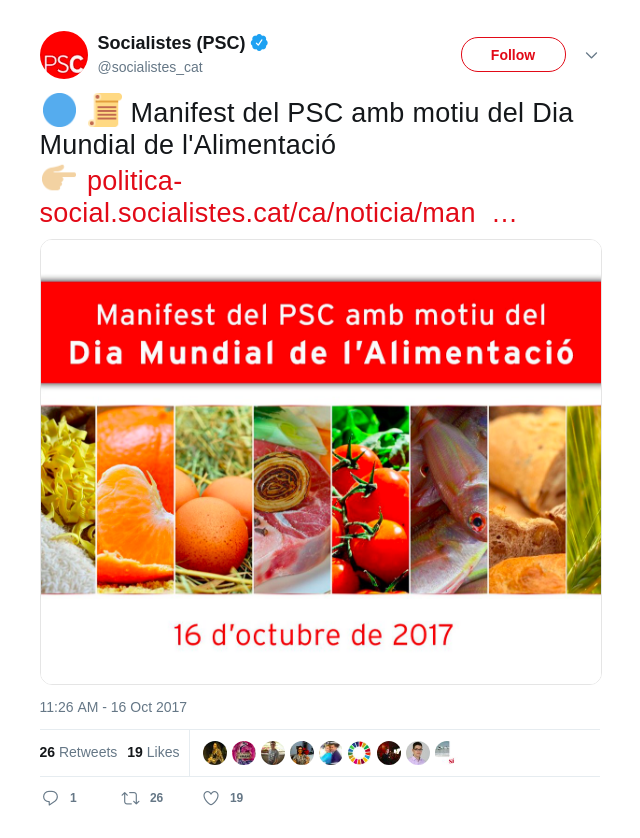 PSC
Socialistes (PSC)
@socialistes_cat
Follow
Manifest del PSC amb motiu del Dia
Mundial de l'Alimentació
politica-
social.socialistes.cat/ca/noticia/man …
Manifest del PSC amb motiu del
Dia Mundial de l'Alimentació
16 d'octubre de 2017
11:26 AM - 16 Oct 2017
26 Retweets 19 Likes
1 26 19